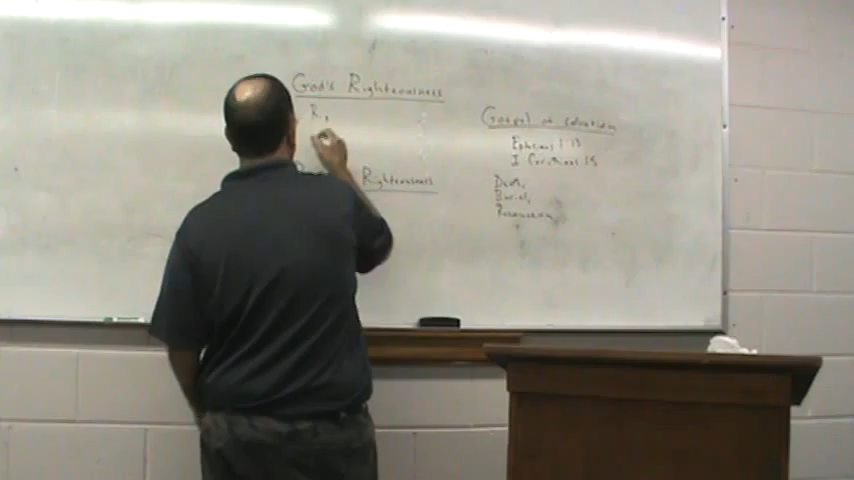 God's Righteousness
R
Righteousness
Gospel of salvation
Ephesians 1:13
I Corinthians 15
Death,
Burial,
Resurrection